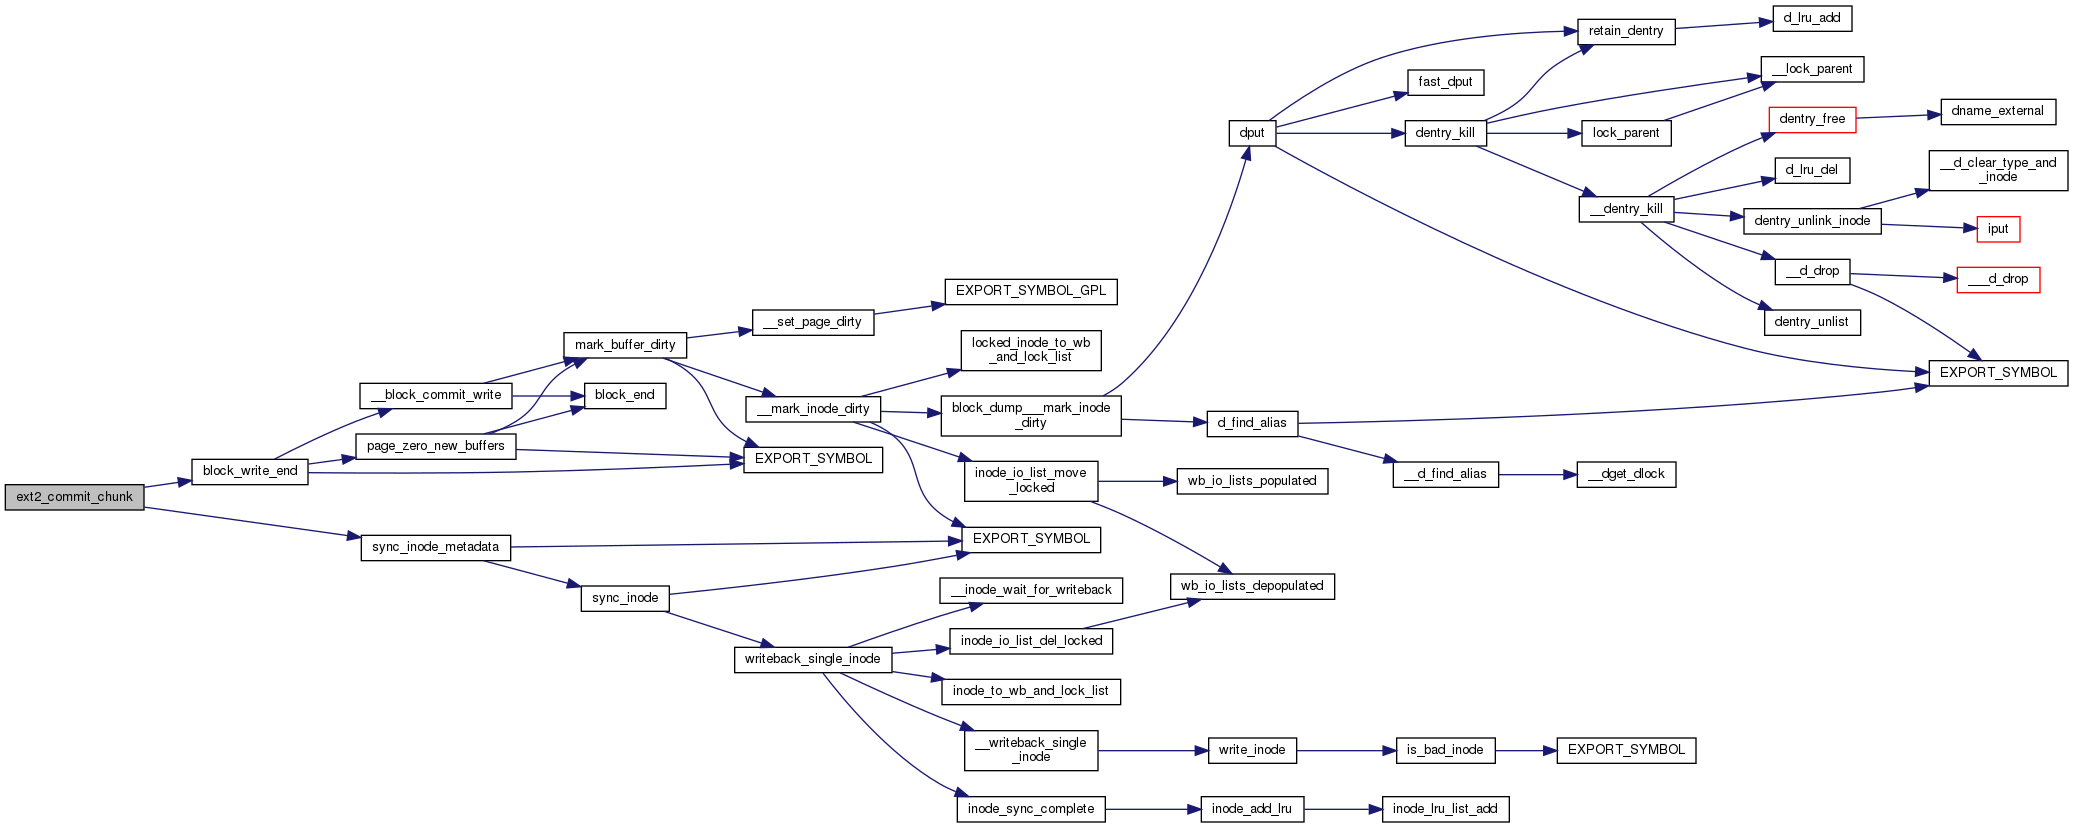 ext2_commit_chunk
block_write_end
sync_inode_metadata
__block_commit_write
page_zero_new_buffers
mark_buffer_dirty
block_end
sync_inode
__set_page_dirty
__mark_inode_dirty
EXPORT_SYMBOL
writeback_single_inode
EXPORT_SYMBOL_GPL
locked_inode_to_wb
_and_lock_list
block_dump___mark_inode
_dirty
inode_io_list_move
_locked
EXPORT_SYMBOL
__inode_wait_for_writeback
inode_io_list_del_locked
inode_to_wb_and_lock_list
__writeback_single
_inode
inode_sync_complete
dput
d_find_alias
wb_io_lists_populated
wb_io_lists_depopulated
write_inode
inode_add_lru
fast_dput
dentry_kill
__d_find_alias
is_bad_inode
inode_lru_list_add
retain_dentry
lock_parent
__dentry_kill
__dget_dlock
EXPORT_SYMBOL
d_lru_add
__lock_parent
dentry_free
d_lru_del
dentry_unlink_inode
__d_drop
dentry_unlist
dname_external
__d_clear_type_and
_inode
iput
___d_drop
EXPORT_SYMBOL